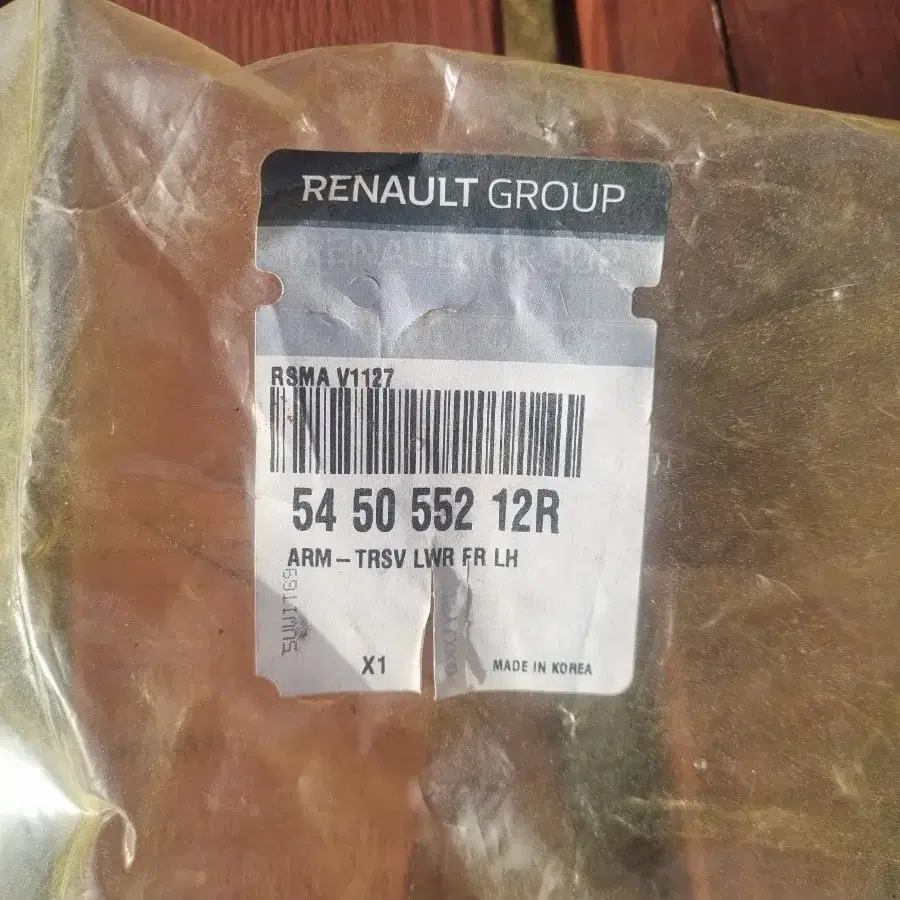 RENAULT GROUP
RSMA V1127
54 50 552 12R
ARM – TRSV LWR FR LH
X1
MADE IN KOREA